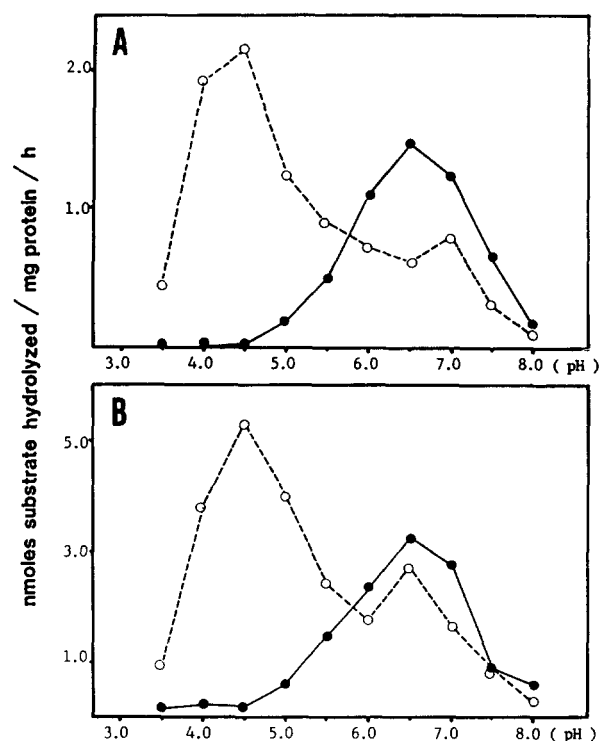 A
2.0
1.0
3.0 4.0 5.0 6.0 7.0 8.0 ( pH )
nmoles substrate hydrolyzed / mg protein / h
B
5.0
3.0
1.0
3.0 4.0 5.0 6.0 7.0 8.0 (pH )